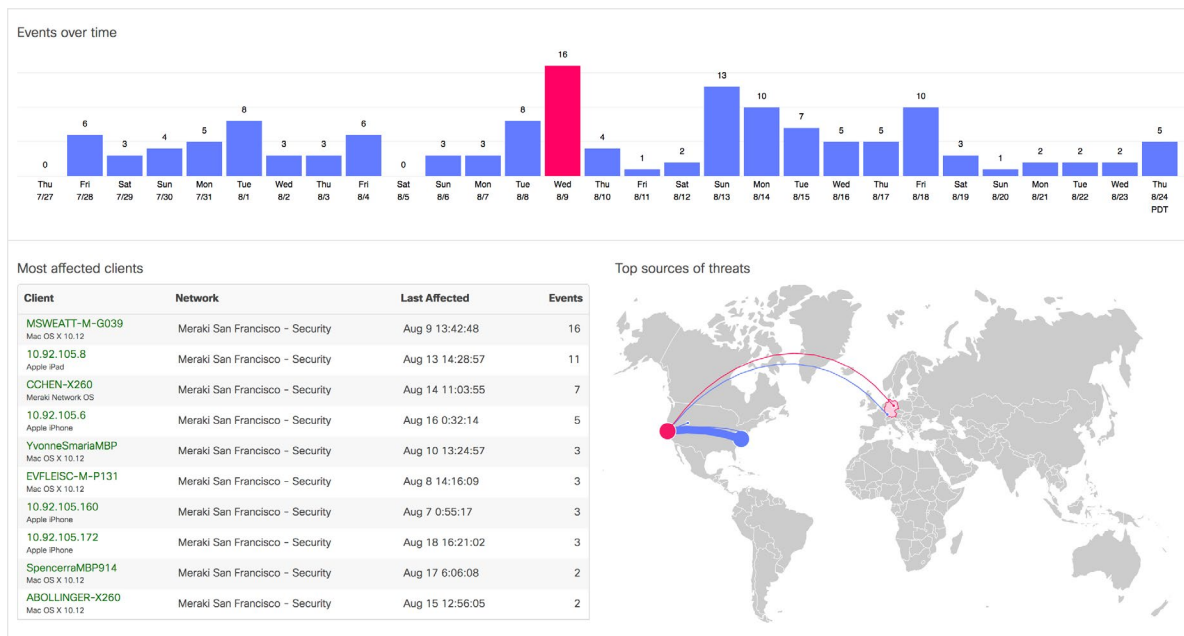 Events over time
0 6 3 4 5 8 3 3 6 0 3 3 8 16 4 1 2 13 10 7 5 5 10 3 1 2 2 2 5
Thu Fri Sat Sun Mon Tue Wed Thu Fri Sat Sun Mon Tue Wed Thu Fri Sat Sun Mon Tue Wed Thu Fri Sat Sun Mon Tue Wed Thu
7/27 7/28 7/29 7/30 7/31 8/1 8/2 8/3 8/4 8/5 8/6 8/7 8/8 8/9 8/10 8/11 8/12 8/13 8/14 8/15 8/16 8/17 8/18 8/19 8/20 8/21 8/22 8/23 8/24
PDT
Most affected clients
Client Network Last Affected Events
MSWEATT-M-G039 Meraki San Francisco - Security Aug 9 13:42:48 16
Mac OS X 10.12
10.92.105.8 Meraki San Francisco - Security Aug 13 14:28:57 11
Apple iPad
CCHEN-X260 Meraki San Francisco - Security Aug 14 11:03:55 7
Meraki Network OS
10.92.105.6 Meraki San Francisco - Security Aug 16 0:32:14 5
Apple iPhone
YvonneSmariaMBP Meraki San Francisco - Security Aug 10 13:24:57 3
Mac OS X 10.12
EVFLEISC-M-P131 Meraki San Francisco - Security Aug 8 14:16:09 3
Mac OS X 10.12
10.92.105.160 Meraki San Francisco - Security Aug 7 0:55:17 3
Apple iPhone
10.92.105.172 Meraki San Francisco - Security Aug 18 16:21:02 3
Apple iPhone
SpencerraMBP914 Meraki San Francisco - Security Aug 17 6:06:08 2
Mac OS X 10.12
ABOLLINGER-X260 Meraki San Francisco - Security Aug 15 12:56:05 2
Mac OS X 10.12
Top sources of threats